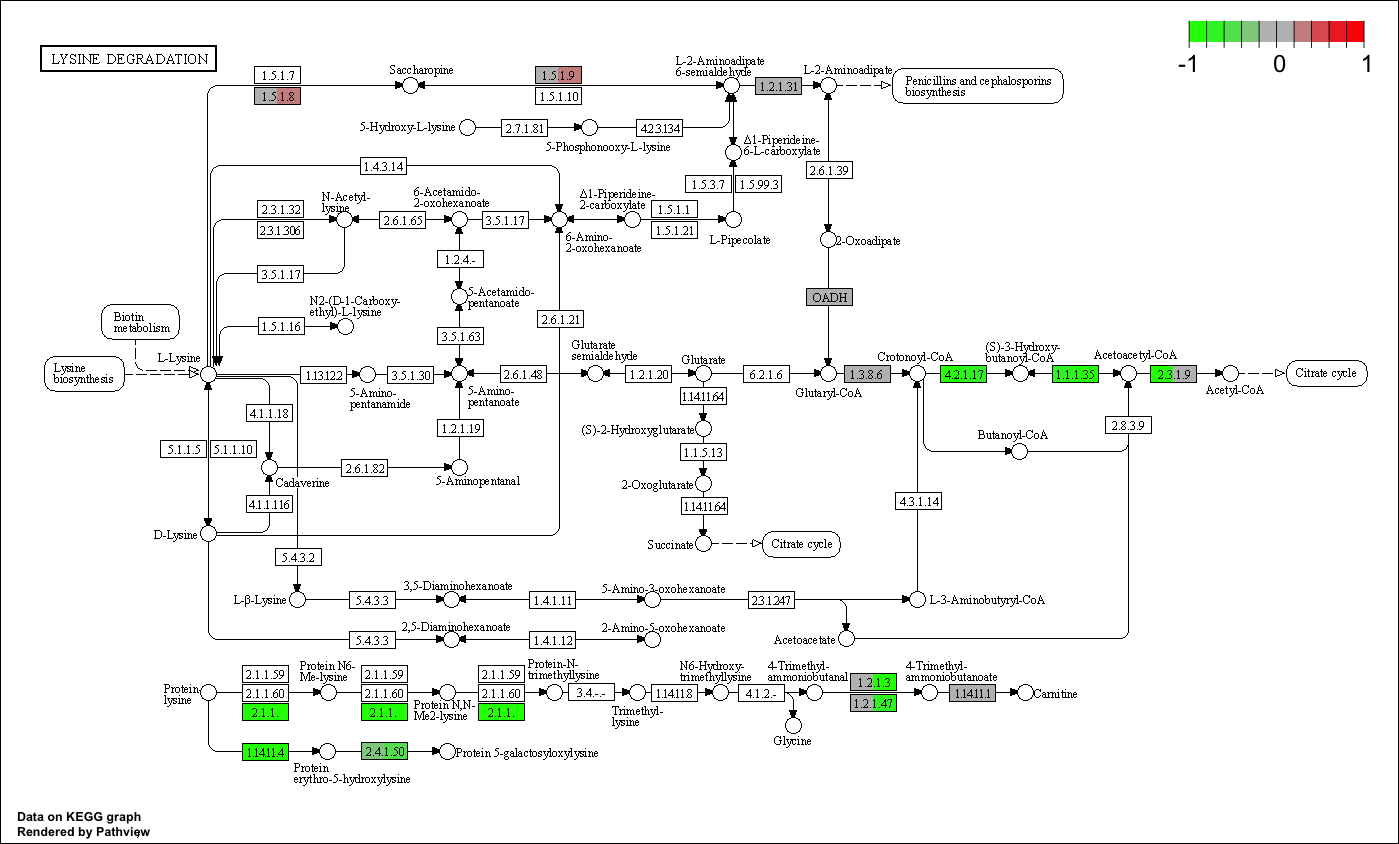 LYSINE DEGRADATION
-1
0
1
1.5.1.7
1.5.1.8
Saccharopine
1.5.1.9
1.5.1.10
L-2-Aminoadipate
6-semialdehyde
1.2.1.31
L-2-Aminoadipate
Penicillins and cephalosporins
biosynthesis
5-Hydroxy-L-lysine
2.7.1.81
5-Phosphonooxy-L-lysine
4.2.3.134
Δ1-Piperideine-
6-L-carboxylate
1.4.3.14
2.6.1.39
1.5.3.7
1.5.99.3
N-Acetyl-
lysine
6-Acetamido-
2-oxohexanoate
Δ1-Piperideine-
2-carboxylate
2.3.1.32
2.3.1.306
2.6.1.65
3.5.1.17
1.5.1.1
1.5.1.21
6-Amino-
2-oxohexanoate
L-Pipecolate
2-Oxoadipate
1.2.4.-
3.5.1.17
5-Acetamido-
pentanoate
OADH
N2-(D-1-Carboxy-
ethyl)-L-lysine
1.5.1.16
Biotin
metabolism
2.6.1.21
3.5.1.63
L-Lysine
Lysine
biosynthesis
Glutarate
semialdehyde
Glutarate
Crotonoyl-CoA
(S)-3-Hydroxy-
butanoyl-CoA
Acetoacetyl-CoA
1.13.12.2
3.5.1.30
2.6.1.48
1.2.1.20
6.2.1.6
1.3.8.6
4.2.1.17
1.1.1.35
2.3.1.9
Citrate cycle
5-Amino-
pentanamide
5-Amino-
pentanoate
Glutaryl-CoA
Acetyl-CoA
1.14.11.64
4.1.1.18
1.2.1.19
(S)-2-Hydroxyglutarate
2.8.3.9
5.1.1.5
5.1.1.10
1.1.5.13
Butanoyl-CoA
2.6.1.82
Cadaverine
5-Aminopentanal
2-Oxoglutarate
4.1.1.116
1.14.11.64
4.3.1.14
D-Lysine
Succinate
Citrate cycle
5.4.3.2
L-β-Lysine
5.4.3.3
3,5-Diaminohexanoate
1.4.1.11
5-Amino-3-oxohexanoate
2.3.1.247
L-3-Aminobutyryl-CoA
5.4.3.3
2,5-Diaminohexanoate
1.4.1.12
2-Amino-5-oxohexanoate
Acetoacetate
Protein
lysine
2.1.1.59
2.1.1.60
2.1.1.
Protein N6-
Me-lysine
2.1.1.59
2.1.1.60
2.1.1.
Protein N,N-
Me2-lysine
2.1.1.59
2.1.1.60
2.1.1.
Protein-N-
trimethyllysine
3.4.-.-
Trimethyl-
lysine
1.14.11.8
N6-Hydroxy-
trimethyllysine
4.1.2.-
Glycine
4-Trimethyl-
ammoniobutanal
1.2.1.3
1.2.1.47
4-Trimethyl-
ammoniobutanoate
1.14.11.1
Carnitine
1.14.11.4
Protein
erythro-5-hydroxylysine
2.4.1.50
Protein 5-galactosyloxylysine
Data on KEGG graph
Rendered by Pathview